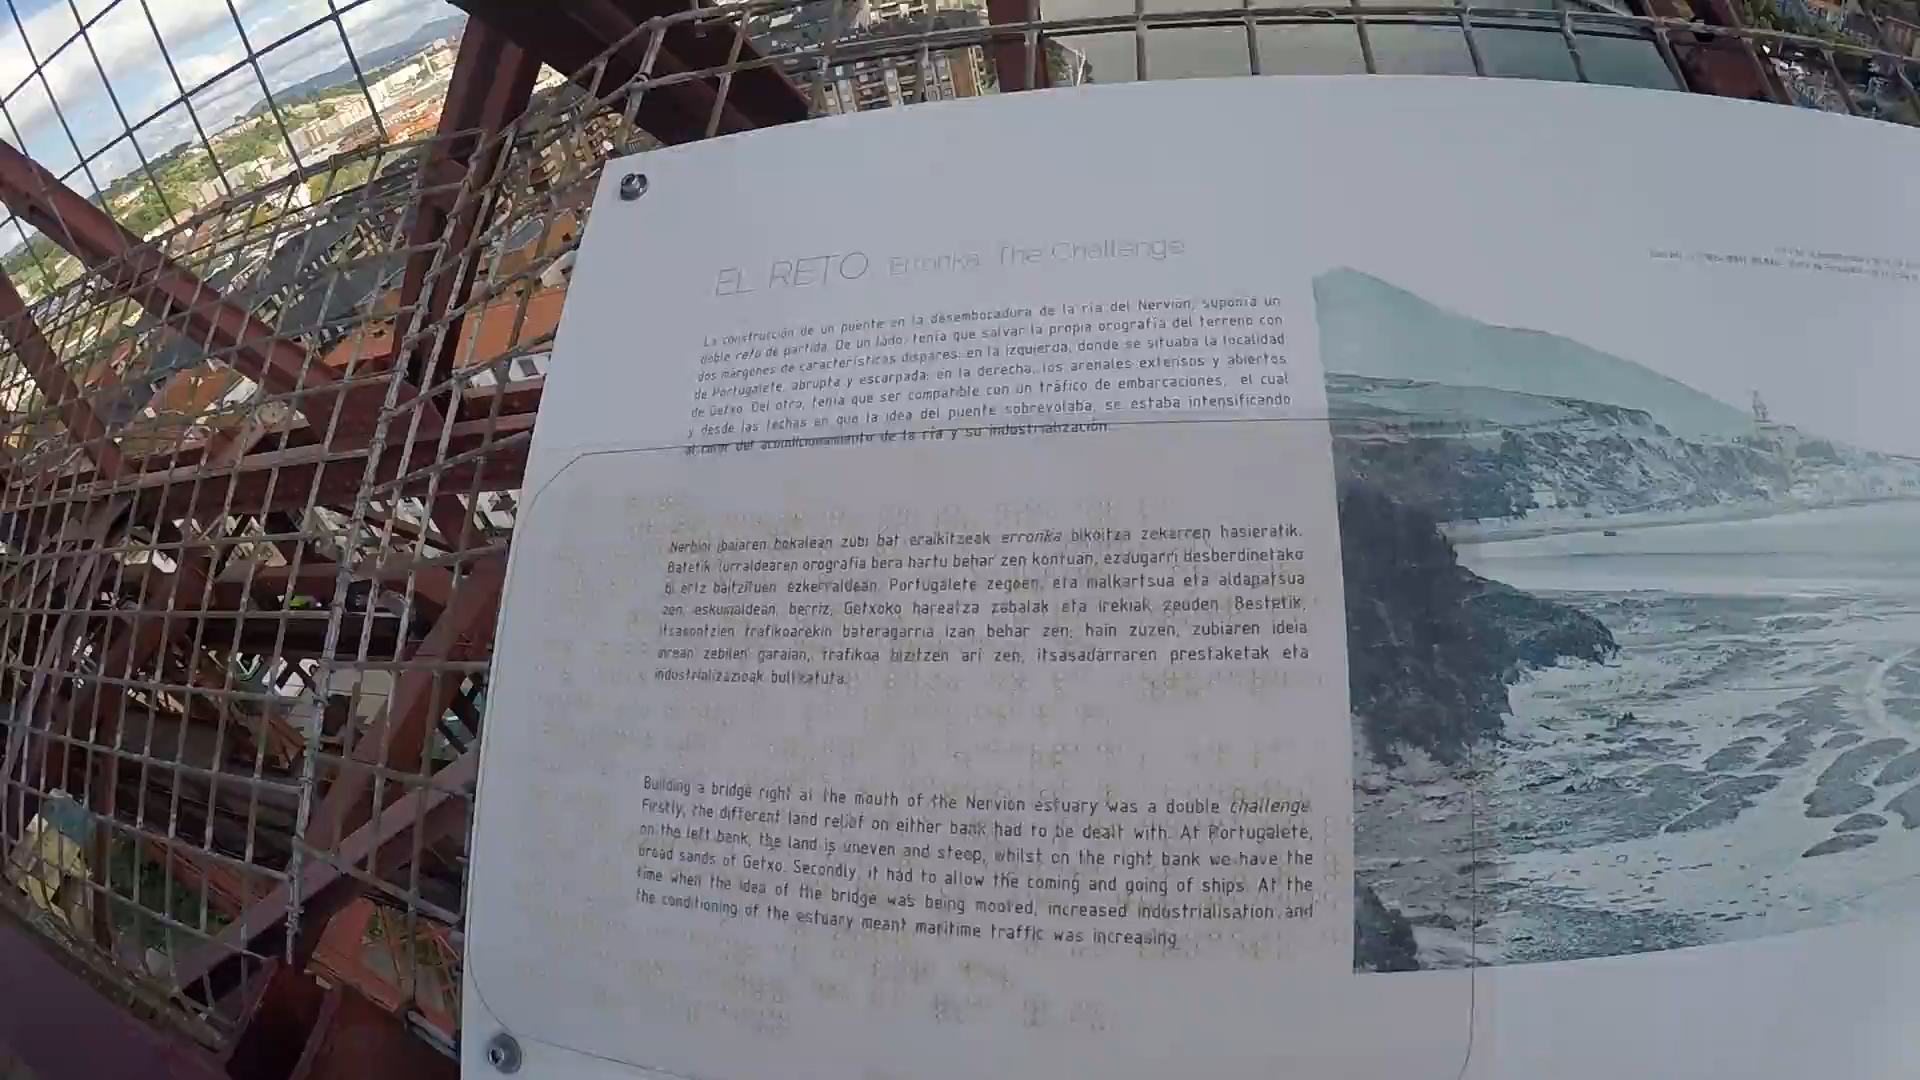 EL RETO Erronka The Challenge
La construcción de un puente en la desembocadura de la ría del Nervión, suponía un
doble reto de partida. De un lado, tenía que salvar la propia orografía del terreno con
dos márgenes de características dispares: en la izquierda, donde se situaba la localidad
de Portugalete, abrupta y escarpada; en la derecha, los arenales extensos y abiertos
de Getxo. Del otro, tenía que ser compatible con un tráfico de embarcaciones, el cual
y desde las fechas en que la idea del puente sobrevolaba, se estaba intensificando
al calor del acondicionamiento de la ría y su industrialización.
Nerbioi ibaiaren bokalean zubi bat eraikitzeak erronka bikoitza zekarren hasieratik.
Batetik lurraldearen orografia bera hartu behar zen kontuan, ezaugarri desberdinetako
bi ertz baitzituen ezkerraldean, Portugalete zegoen, eta malkartsua eta aldapatsua
zen, eskumaldean, berriz, Getxoko hareatza zabalak eta irekiak zeuden. Bestetik,
itsasontzien trafikoarekin bateragarria izan behar zen; hain zuzen, zubiaren ideia
airean zebilen garaian, trafikoa bizitzen ari zen, itsasadarraren prestaketak eta
industrializazioak bultzatuta.
Building a bridge right at the mouth of the Nervion estuary was a double challenge.
Firstly, the different land relief on either bank had to be dealt with. At Portugalete,
on the left bank, the land is uneven and steep, whilst on the right bank we have the
broad sands of Getxo. Secondly, it had to allow the coming and going of ships. At the
time when the idea of the bridge was being mooted, increased industrialisation and
the conditioning of the estuary meant maritime traffic was increasing.